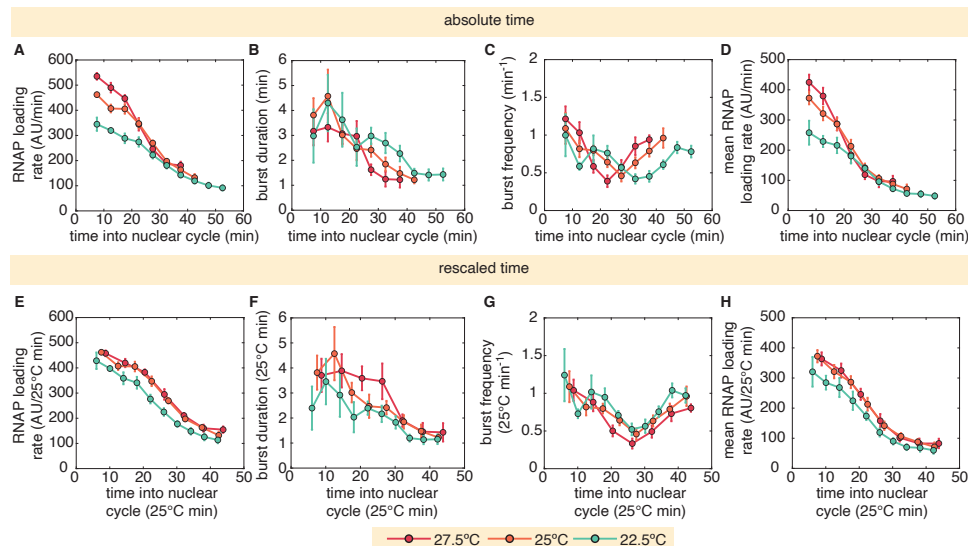 absolute time
A
RNAP loading
rate (AU/min)
600
500
400
300
200
100
0
0 10 20 30 40 50 60
time into nuclear cycle (min)
B
burst duration (min)
6
5
4
3
2
1
0
0 10 20 30 40 50 60
time into nuclear cycle (min)
C
burst frequency (min⁻¹)
2
1.5
1
0.5
0
0 10 20 30 40 50 60
time into nuclear cycle (min)
D
mean RNAP
loading rate (AU/min)
500
400
300
200
100
0
0 10 20 30 40 50 60
time into nuclear cycle (min)
rescaled time
E
RNAP loading
rate (AU/25°C min)
600
500
400
300
200
100
0
0 10 20 30 40 50
time into nuclear
cycle (25°C min)
F
burst duration (25°C min)
6
4
2
0
0 10 20 30 40 50
time into nuclear
cycle (25°C min)
G
burst frequency
(25°C min⁻¹)
2
1.5
1
0.5
0
0 10 20 30 40 50
time into nuclear
cycle (25°C min)
H
mean RNAP loading
rate (AU/25°C min)
500
400
300
200
100
0
0 10 20 30 40 50
time into nuclear
cycle (25°C min)
27.5ºC 25ºC 22.5ºC